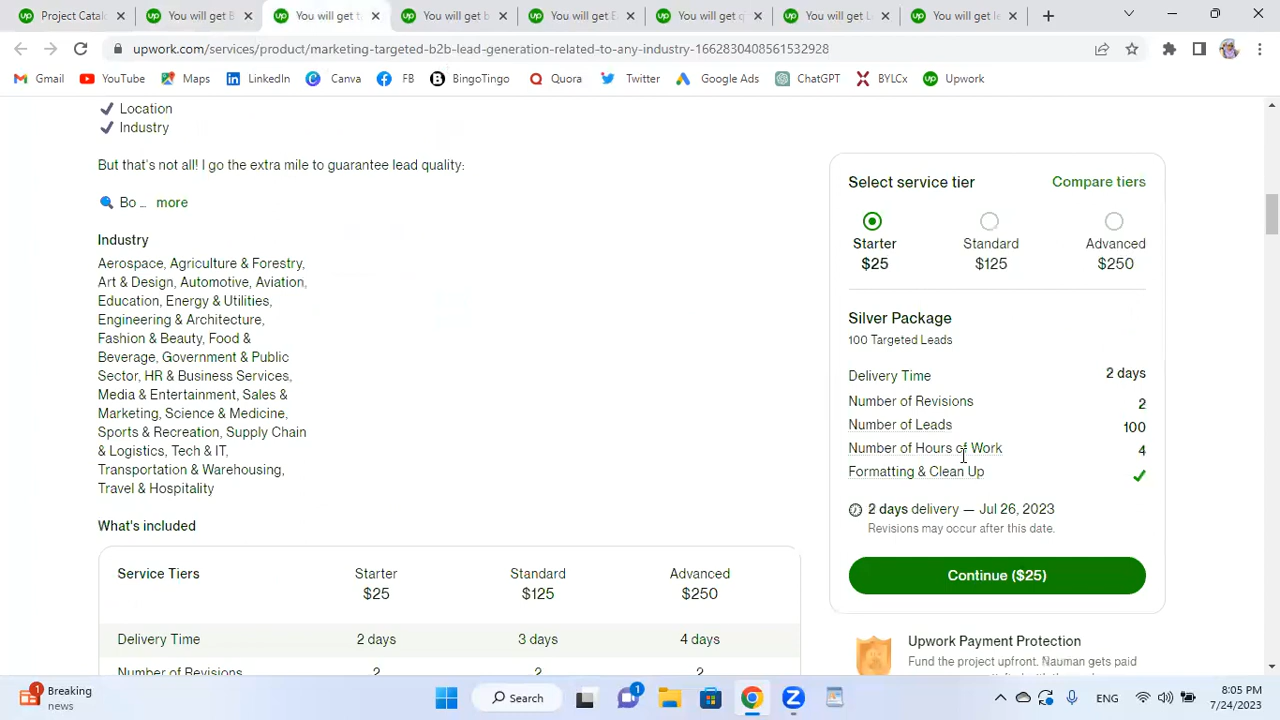 Product Catal
You will get B
You will get t
You will get b
You will get E
You will get q
You will get L
You will get le
upwork.com/services/product/marketing-targeted-b2b-lead-generation-related-to-any-industry-1662830408561532928
Gmail
YouTube
Maps
LinkedIn
Canva
FB
BingoTingo
Quora
Twitter
Google Ads
ChatGPT
BYLCx
Upwork
✔ Location
✔ Industry
But that's not all! I go the extra mile to guarantee lead quality:
🔍 Bo ... more
Industry
Aerospace, Agriculture & Forestry,
Art & Design, Automotive, Aviation,
Education, Energy & Utilities,
Engineering & Architecture,
Fashion & Beauty, Food &
Beverage, Government & Public
Sector, HR & Business Services,
Media & Entertainment, Sales &
Marketing, Science & Medicine,
Sports & Recreation, Supply Chain
& Logistics, Tech & IT,
Transportation & Warehousing,
Travel & Hospitality
What's included
Service Tiers Starter Standard Advanced
$25 $125 $250
Delivery Time 2 days 3 days 4 days
Number of Revisions 2 2 2
Select service tier Compare tiers
Starter Standard Advanced
$25 $125 $250
Silver Package
100 Targeted Leads
Delivery Time 2 days
Number of Revisions 2
Number of Leads 100
Number of Hours of Work 4
Formatting & Clean Up ✔
2 days delivery — Jul 26, 2023
Revisions may occur after this date.
Continue ($25)
Upwork Payment Protection
Fund the project upfront. Nauman gets paid
1
Breaking
news
Search
1
ENG
8:05 PM
7/24/2023